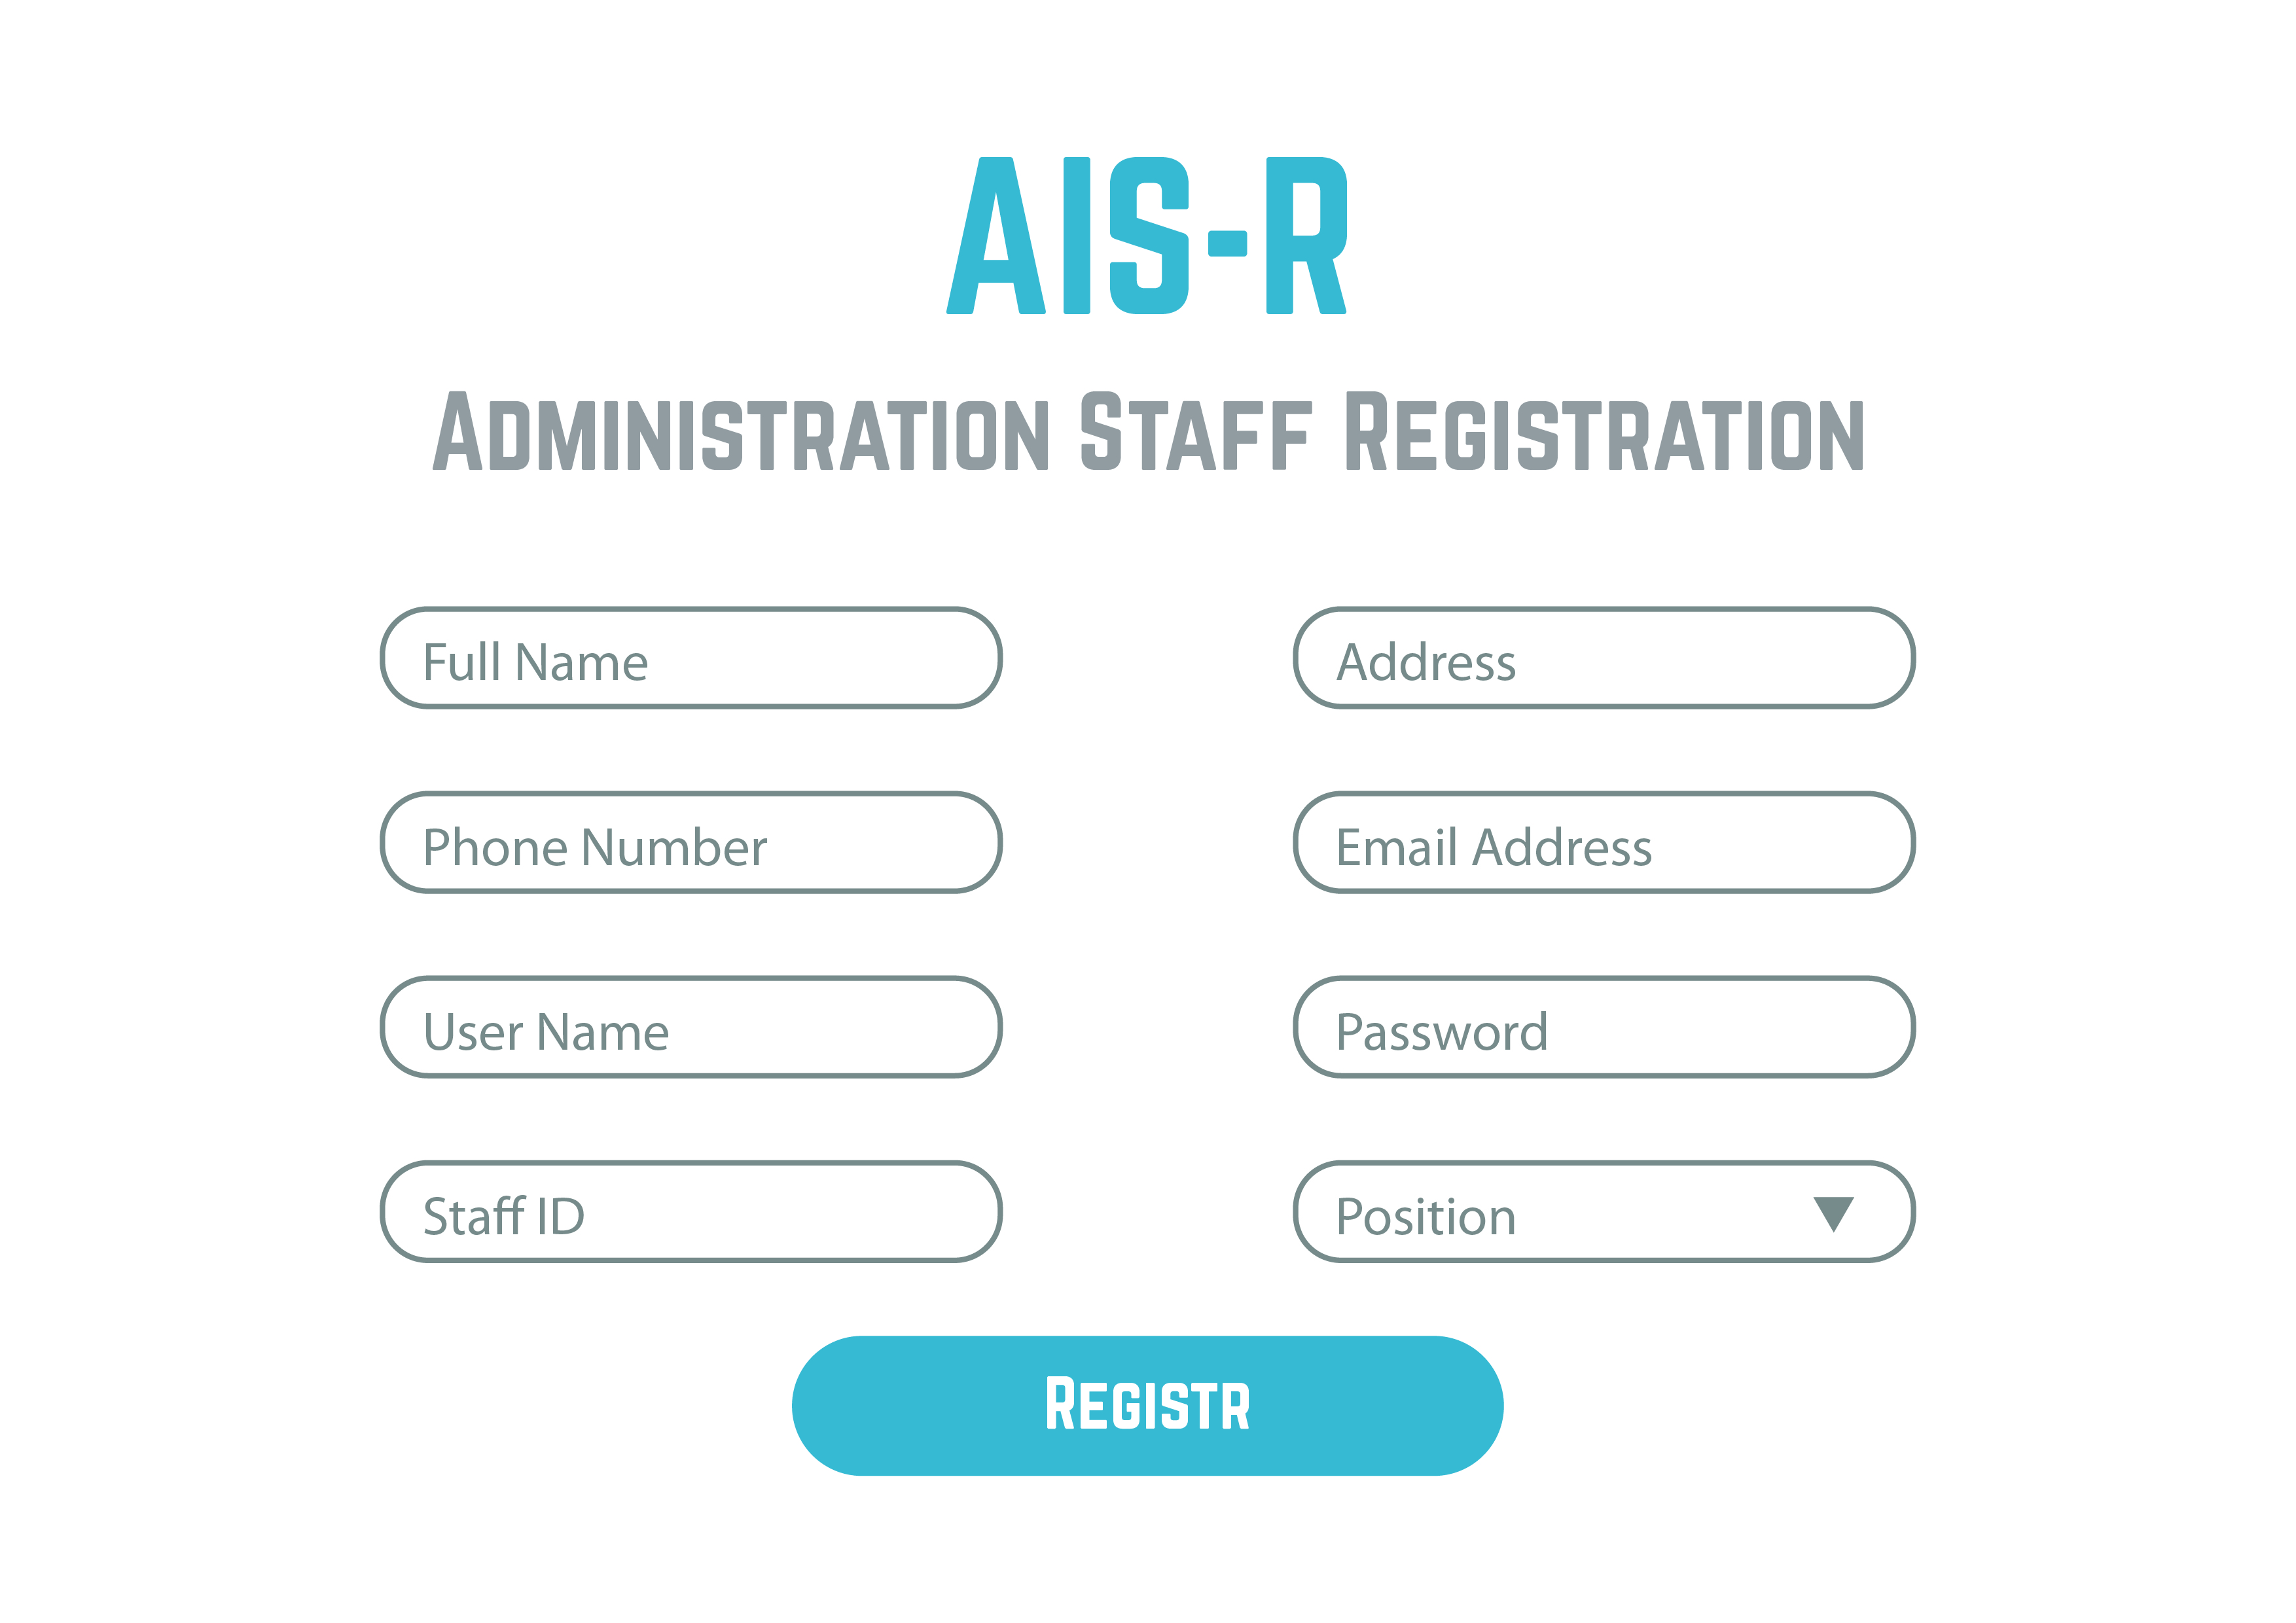 AIS-R
Administration Staff Registration
Full Name
Address
Phone Number
Email Address
User Name
Password
Staff ID
Position
Registr